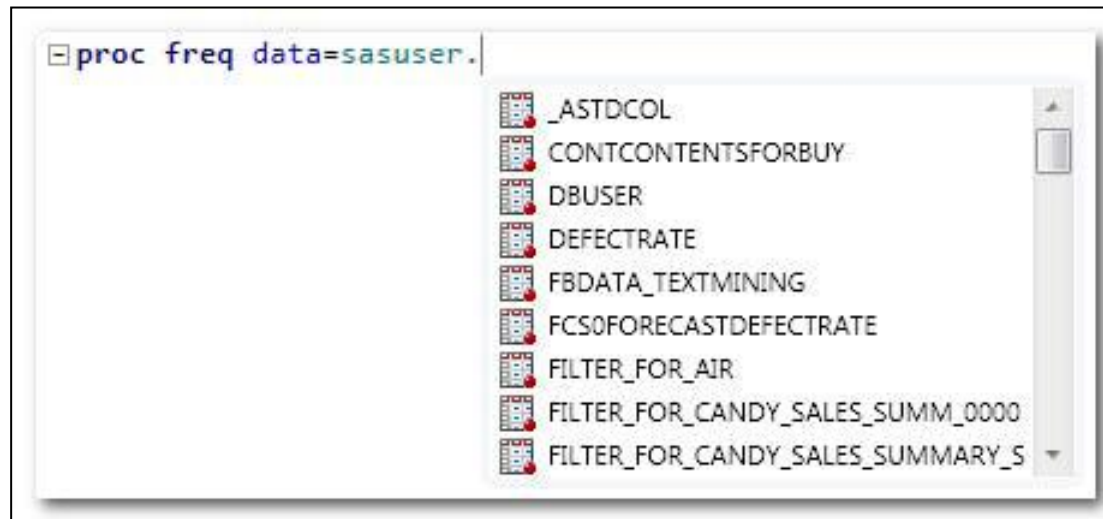 proc freq data=sasuser.
_ASTDCOL
CONTCONTENTSFORBUY
DBUSER
DEFECTRATE
FBDATA_TEXTMINING
FCS0FORECASTDEFECTRATE
FILTER_FOR_AIR
FILTER_FOR_CANDY_SALES_SUMM_0000
FILTER_FOR_CANDY_SALES_SUMMARY_S